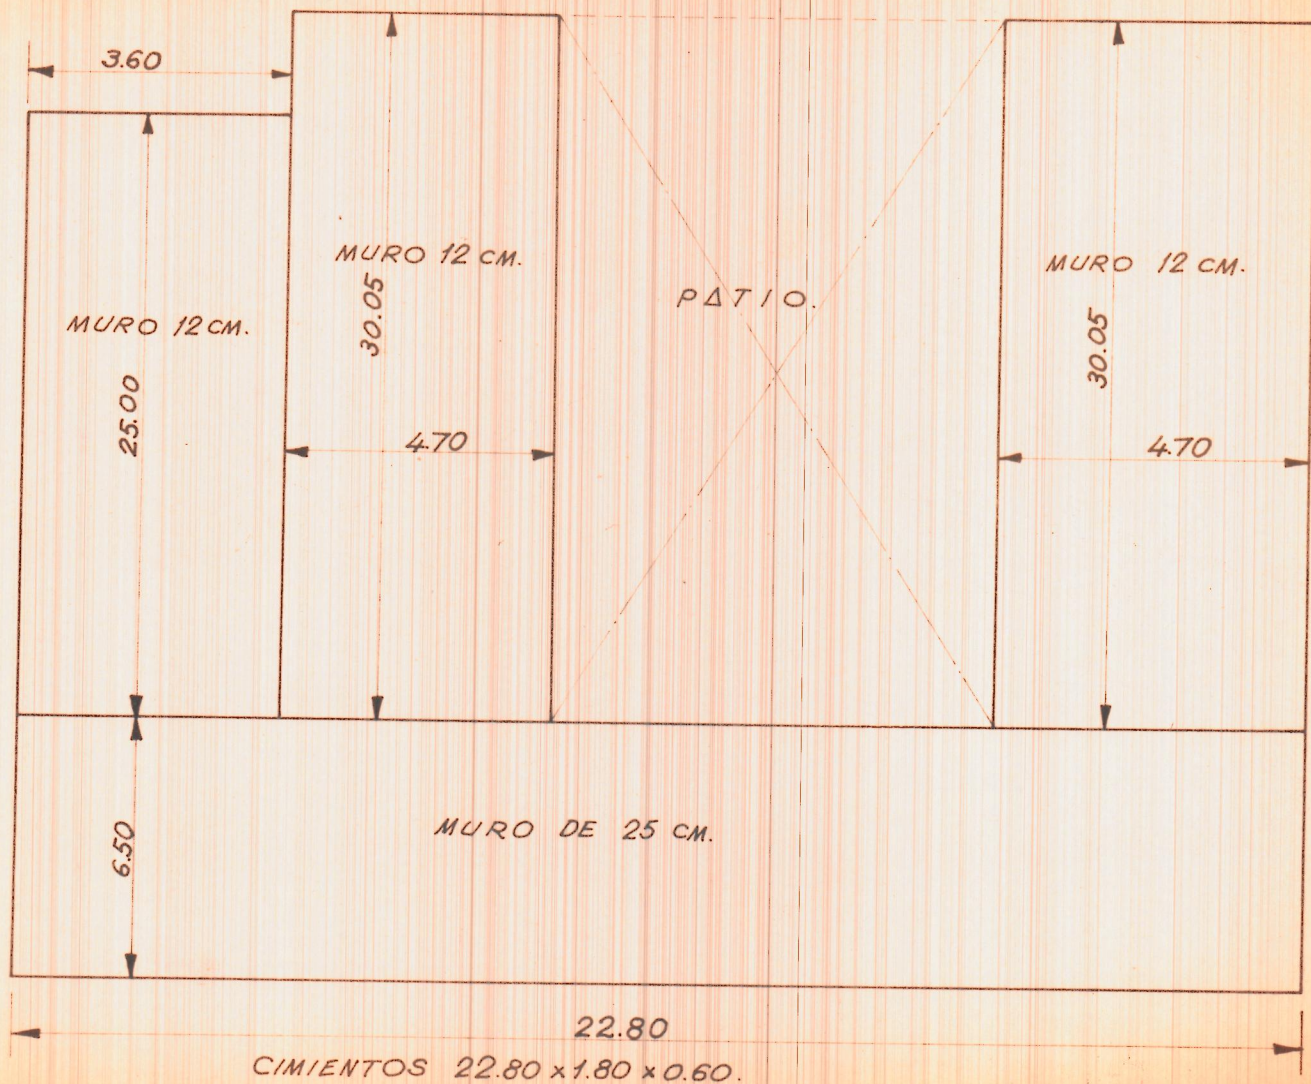 3.60
MURO 12 CM.
30.05
PATIO.
MURO 12 CM.
30.05
MURO 12 CM.
25.00
4.70
4.70
MURO DE 25 CM.
6.50
22.80
CIMIENTOS 22.80 x 1.80 x 0.60.